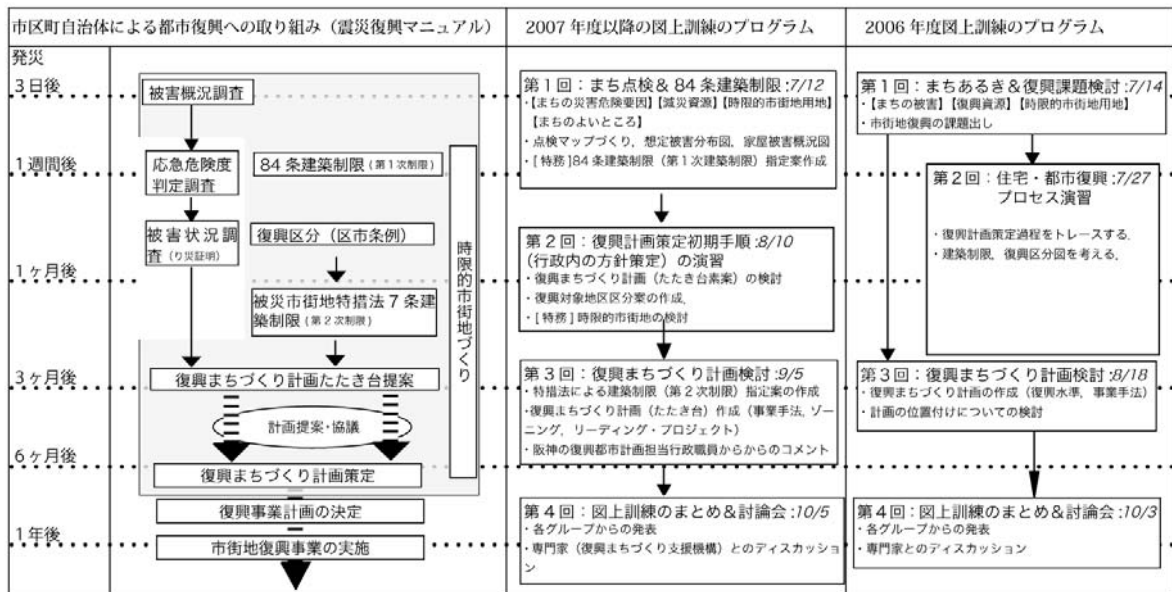 市区町自治体による都市復興への取り組み（震災復興マニュアル）
発災
3日後
1週間後
1ヶ月後
3ヶ月後
6ヶ月後
1年後
被害概況調査
応急危険度
判定調査
84条建築制限(第1次制限)
被害状況調
査(り災証明)
復興区分（区市条例）
被災市街地特措法7条建
築制限(第2次制限)
時限的市街地づくり
復興まちづくり計画たたき台提案
計画提案・協議
復興まちづくり計画策定
復興事業計画の決定
市街地復興事業の実施
2007年度以降の図上訓練のプログラム
第1回：まち点検＆84条建築制限:7/12
・【まちの災害危険要因】【減災資源】【時限的市街地用地】
【まちのよいところ】
・点検マップづくり，想定被害分布図，家屋被害概況図
・[特務]84条建築制限（第1次建築制限）指定案作成
第2回：復興計画策定初期手順:8/10
(行政内の方針策定）の演習
・復興まちづくり計画（たたき台素案）の検討
・復興対象地区区分案の作成，
・[特務]時限的市街地の検討
第3回：復興まちづくり計画検討:9/5
・特措法による建築制限（第2次制限）指定案の作成
・復興まちづくり計画（たたき台）作成（事業手法，ゾー
ニング，リーディング・プロジェクト）
・阪神の復興都市計画担当行政職員からからのコメント
第4回：図上訓練のまとめ＆討論会:10/5
・各グループからの発表
・専門家（復興まちづくり支援機構）とのディスカッショ
ン
2006年度図上訓練のプログラム
第1回：まちあるき＆復興課題検討:7/14
・【まちの被害】【復興資源】【時限的市街地用地】
・市街地復興の課題出し
第2回：住宅・都市復興:7/27
プロセス演習
・復興計画策定過程をトレースする．
・建築制限，復興区分図を考える．
第3回：復興まちづくり計画検討:8/18
・復興まちづくり計画の作成（復興水準，事業手法）
・計画の位置付けについての検討
第4回：図上訓練のまとめ＆討論会:10/3
・各グループからの発表
・専門家とのディスカッション